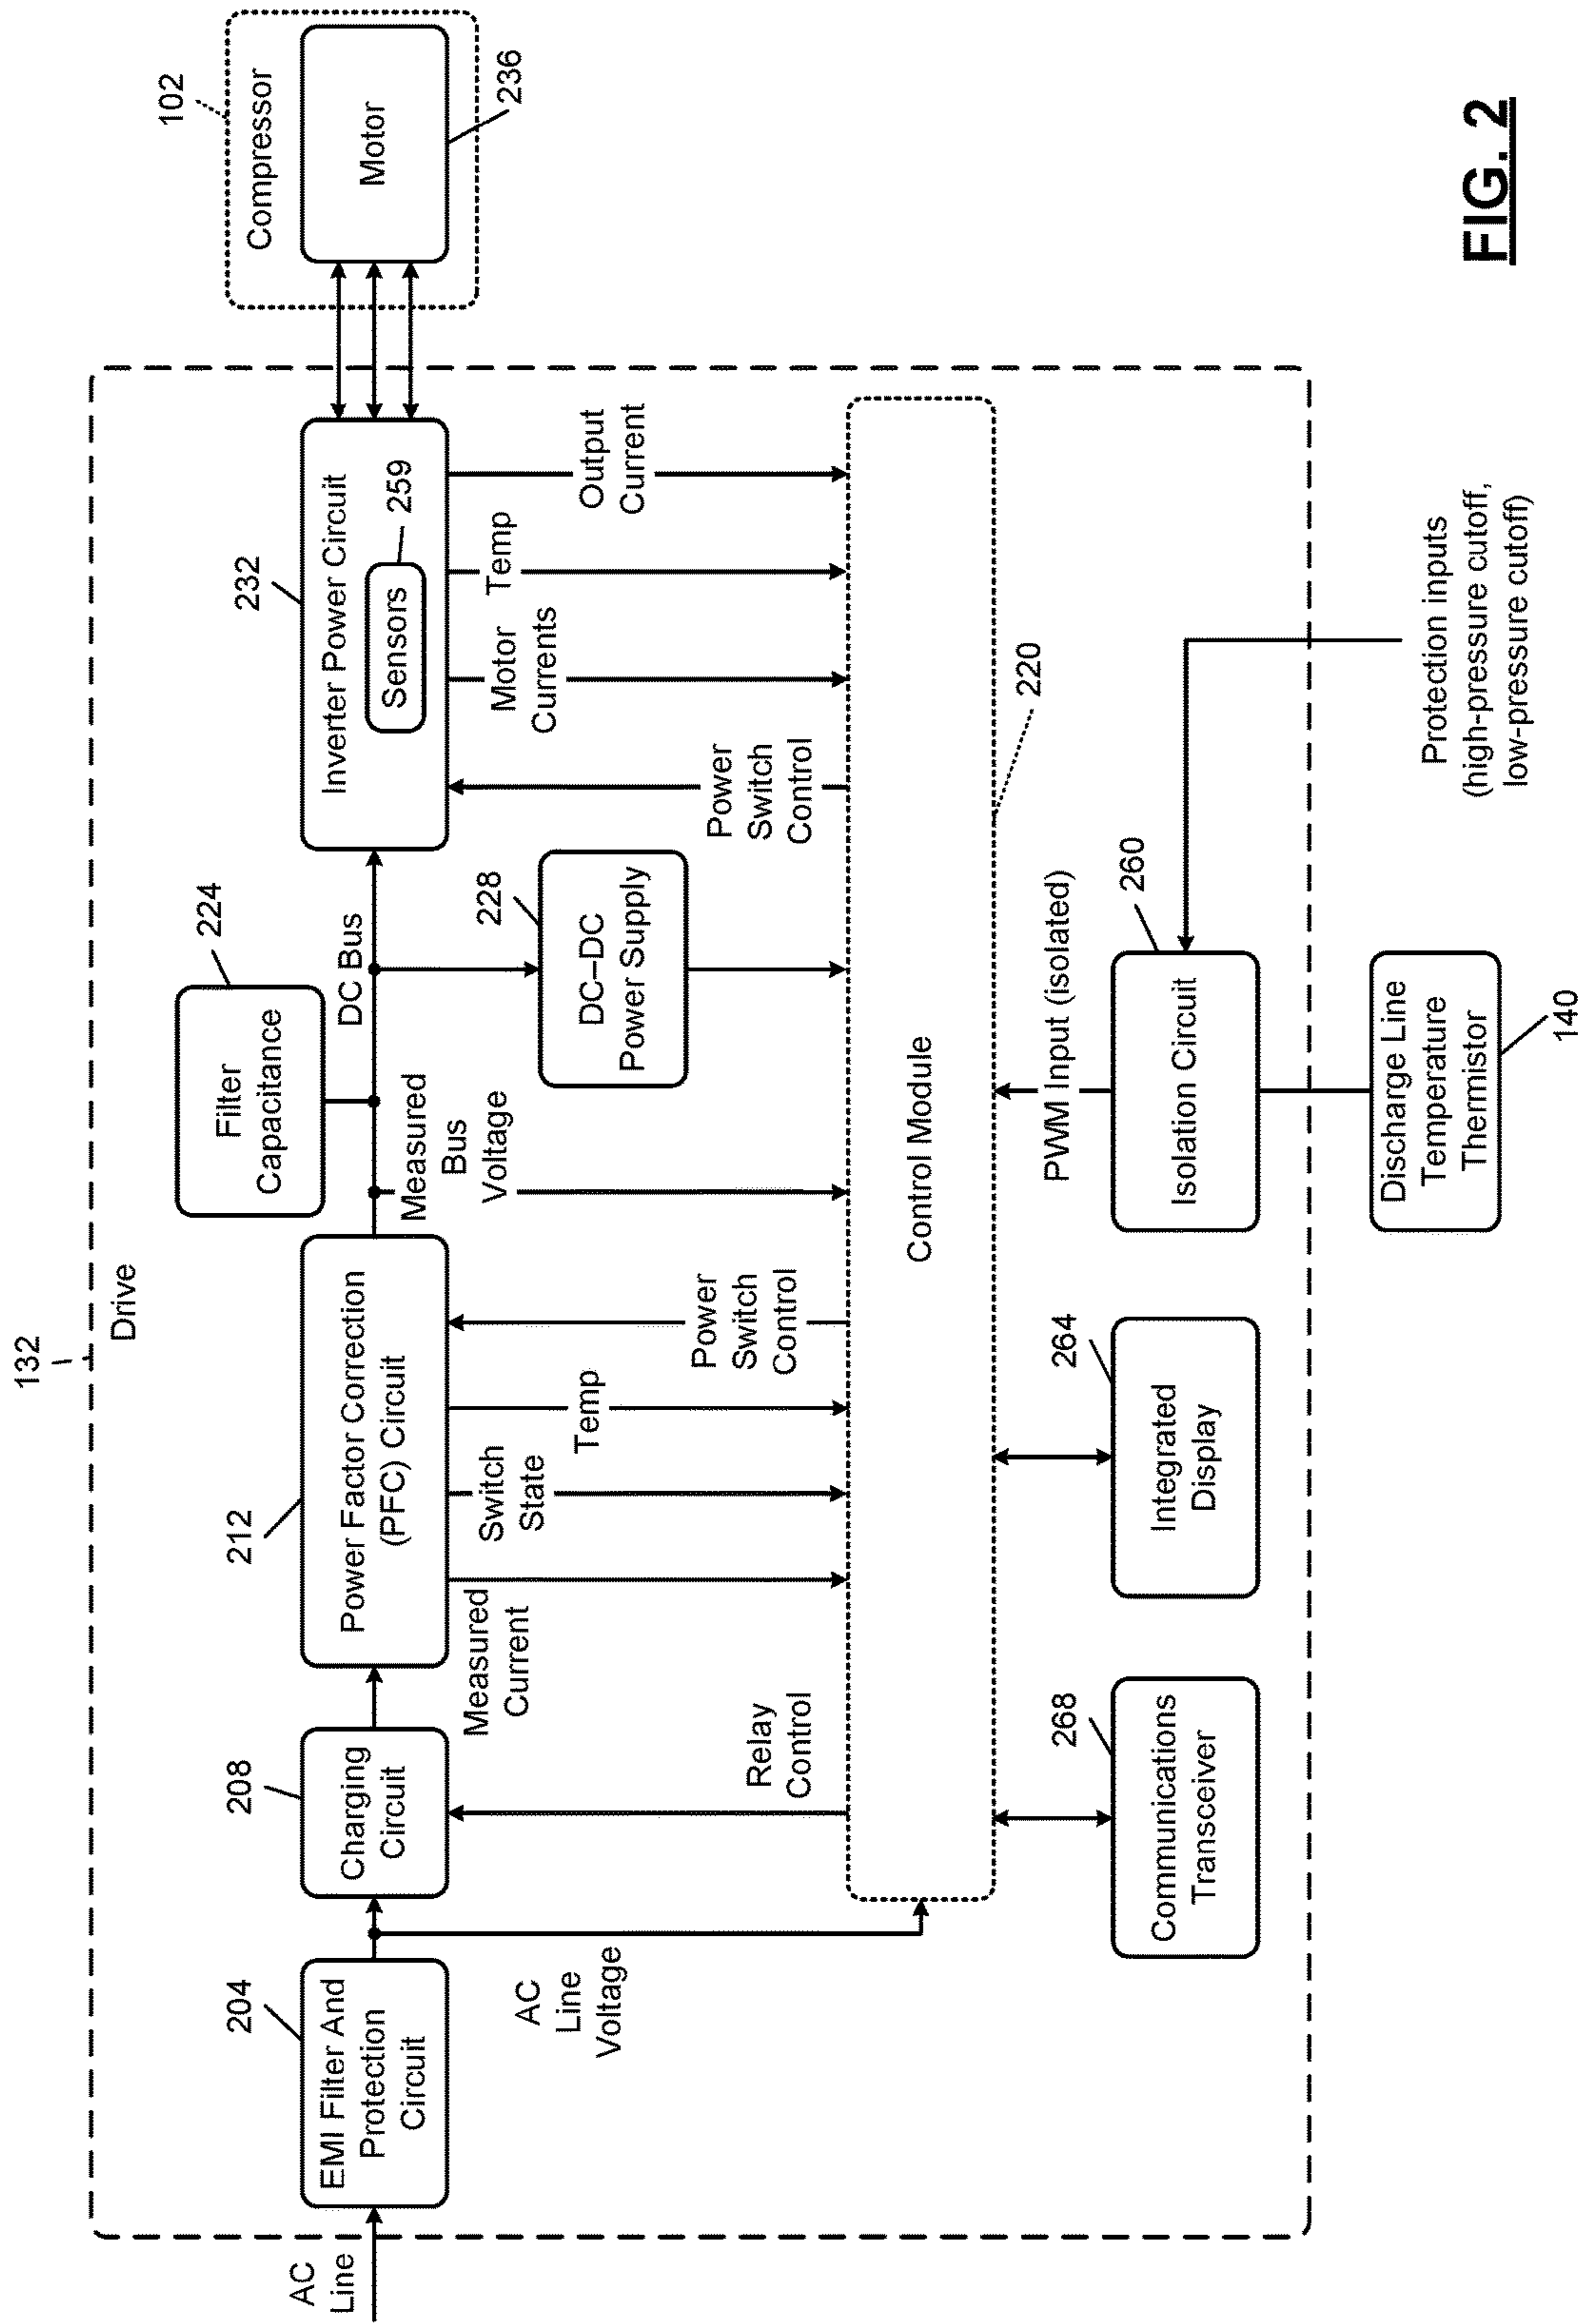 132
Drive
AC
Line
204
EMI Filter And
Protection
Circuit
AC
Line
Voltage
208
Charging
Circuit
Relay
Control
212
Power Factor Correction
(PFC) Circuit
Measured
Current
Switch
State
Temp
Power
Switch
Control
224
Filter
Capacitance
DC Bus
Measured
Bus
Voltage
228
DC–DC
Power Supply
232
Inverter Power Circuit
Sensors
259
Power
Switch
Control
Motor
Currents
Temp
Output
Current
102
Compressor
Motor
236
Control Module
220
268
Communications
Transceiver
264
Integrated
Display
PWM Input (isolated)
260
Isolation Circuit
Discharge Line
Temperature
Thermistor
140
Protection inputs
(high-pressure cutoff,
low-pressure cutoff)
FIG. 2